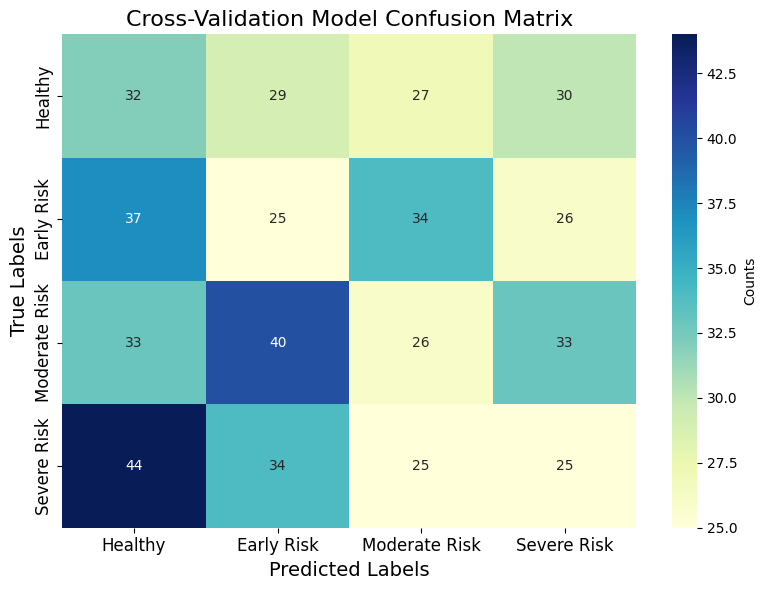 Cross-Validation Model Confusion Matrix
True Labels
Healthy
32 29 27 30
Early Risk
37 25 34 26
Moderate Risk
33 40 26 33
Severe Risk
44 34 25 25
Healthy Early Risk Moderate Risk Severe Risk
Predicted Labels
42.5
40.0
37.5
35.0
32.5
30.0
27.5
25.0
Counts